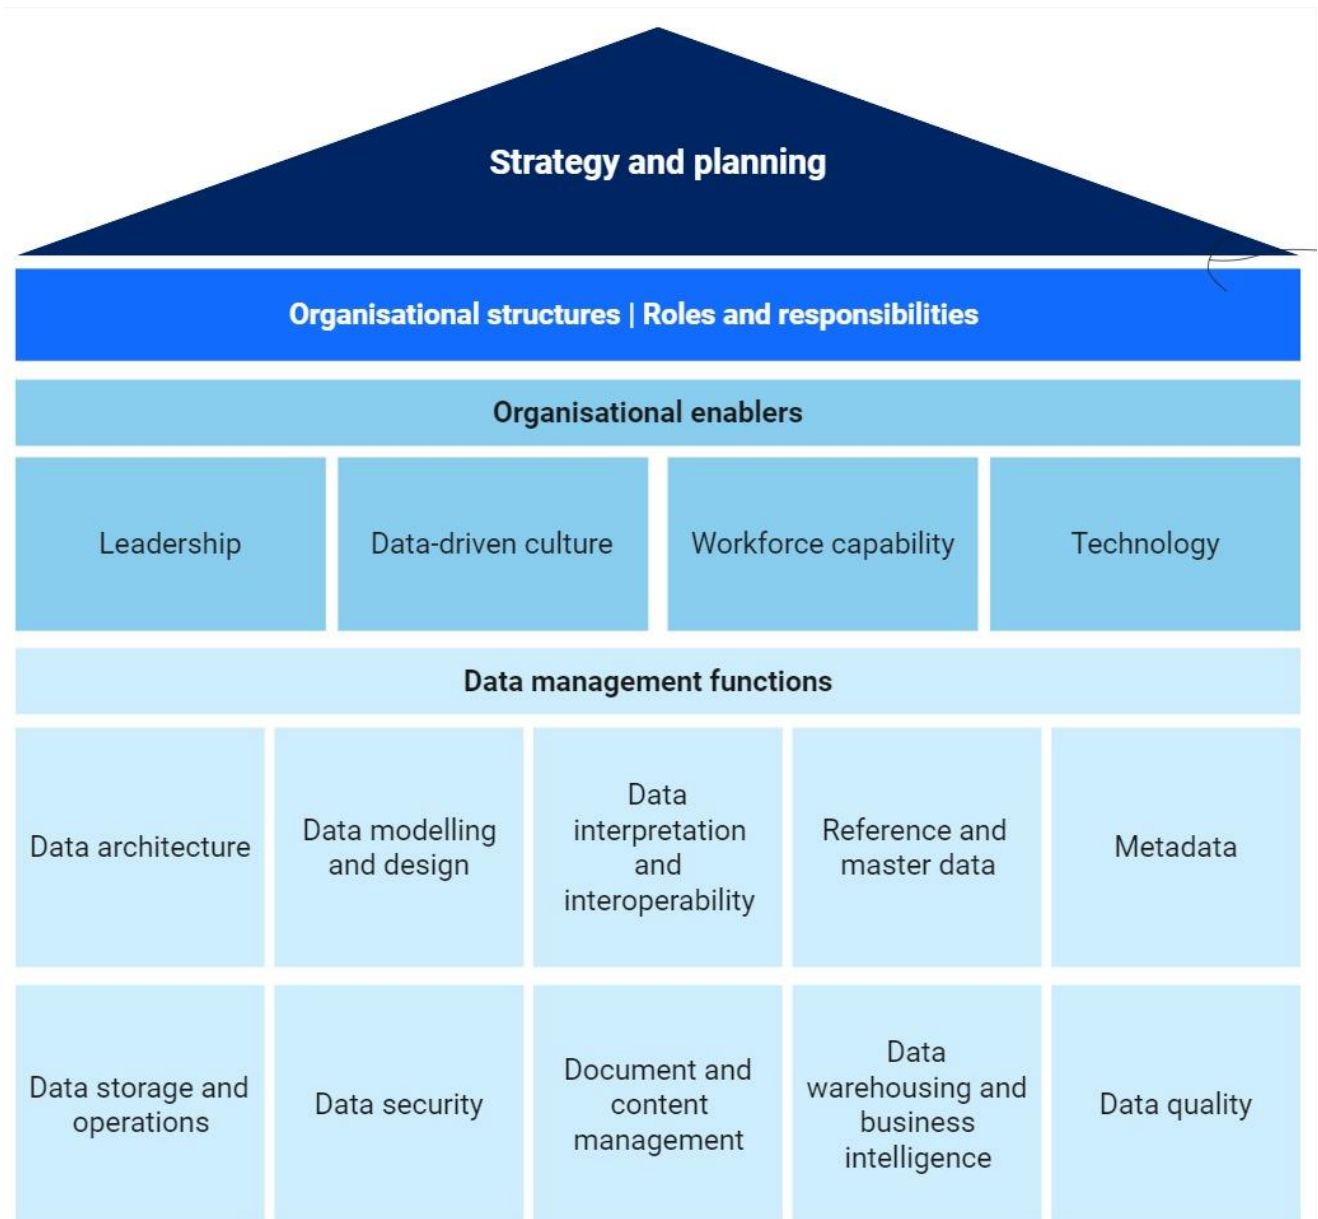 Strategy and planning
Organisational structures | Roles and responsibilities
Organisational enablers
Leadership
Data-driven culture
Workforce capability
Technology
Data management functions
Data architecture
Data modelling
and design
Data
interpretation
and
interoperability
Reference and
master data
Metadata
Data storage and
operations
Data security
Document and
content
management
Data
warehousing and
business
intelligence
Data quality